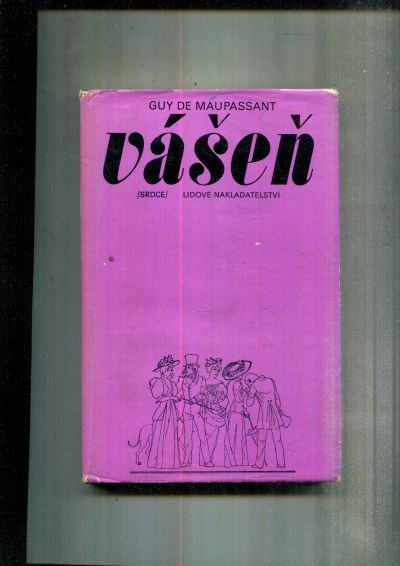 GUY DE MAUPASSANT
vášeň
/SRDCE/ LIDOVÉ NAKLADATELSTVÍ